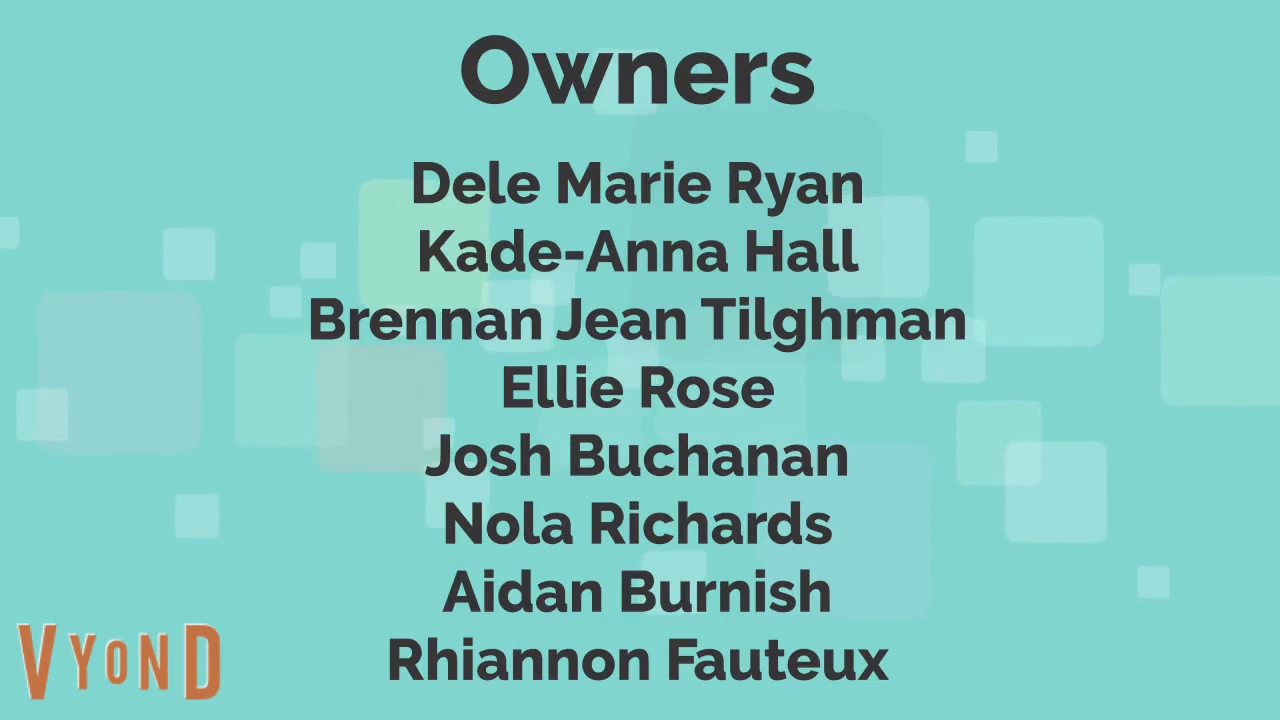 Owners
Dele Marie Ryan
Kade-Anna Hall
Brennan Jean Tilghman
Ellie Rose
Josh Buchanan
Nola Richards
Aidan Burnish
Rhiannon Fauteux
VYOND